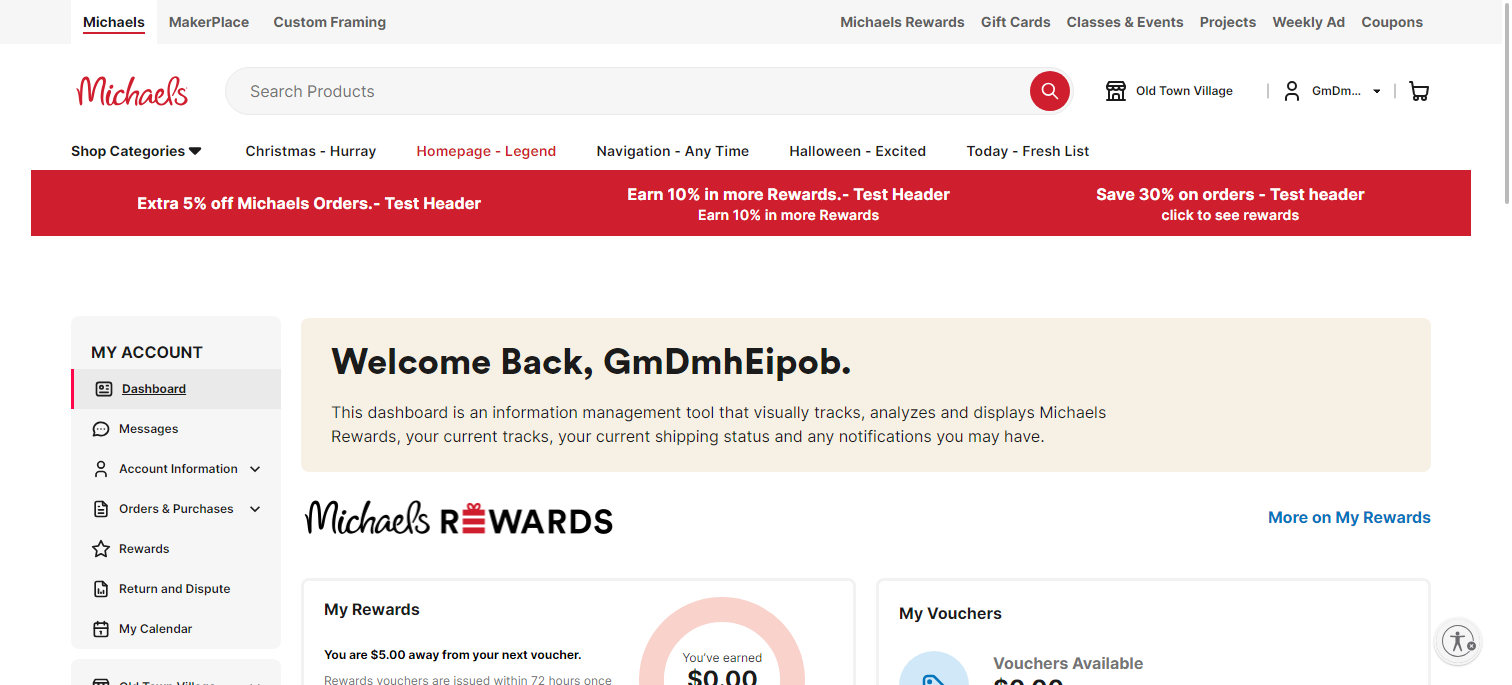 Michaels MakerPlace Custom Framing Michaels Rewards Gift Cards Classes & Events Projects Weekly Ad Coupons
Michaels Search Products Old Town Village GmDm...
Shop Categories Christmas - Hurray Homepage - Legend Navigation - Any Time Halloween - Excited Today - Fresh List
Extra 5% off Michaels Orders.- Test Header
Earn 10% in more Rewards.- Test Header
Earn 10% in more Rewards
Save 30% on orders - Test header
click to see rewards
MY ACCOUNT
Dashboard
Messages
Account Information
Orders & Purchases
Rewards
Return and Dispute
My Calendar
Old Town Village
Welcome Back, GmDmhEipob.
This dashboard is an information management tool that visually tracks, analyzes and displays Michaels
Rewards, your current tracks, your current shipping status and any notifications you may have.
Michaels REWARDS
More on My Rewards
My Rewards
You are $5.00 away from your next voucher.
Rewards vouchers are issued within 72 hours once
You've earned
$0.00
My Vouchers
Vouchers Available
$0.00